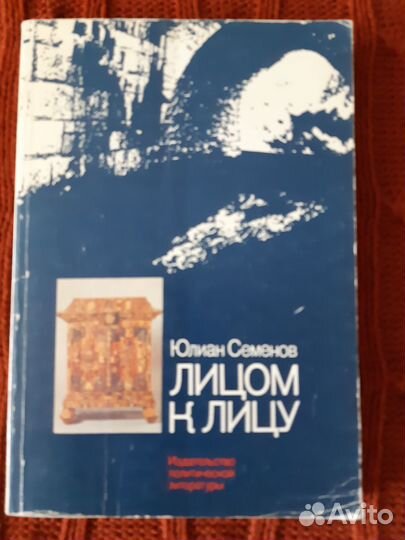 Юлиан Семенов
ЛИЦОМ
К ЛИЦУ
Издательство
политической
литературы
Avito